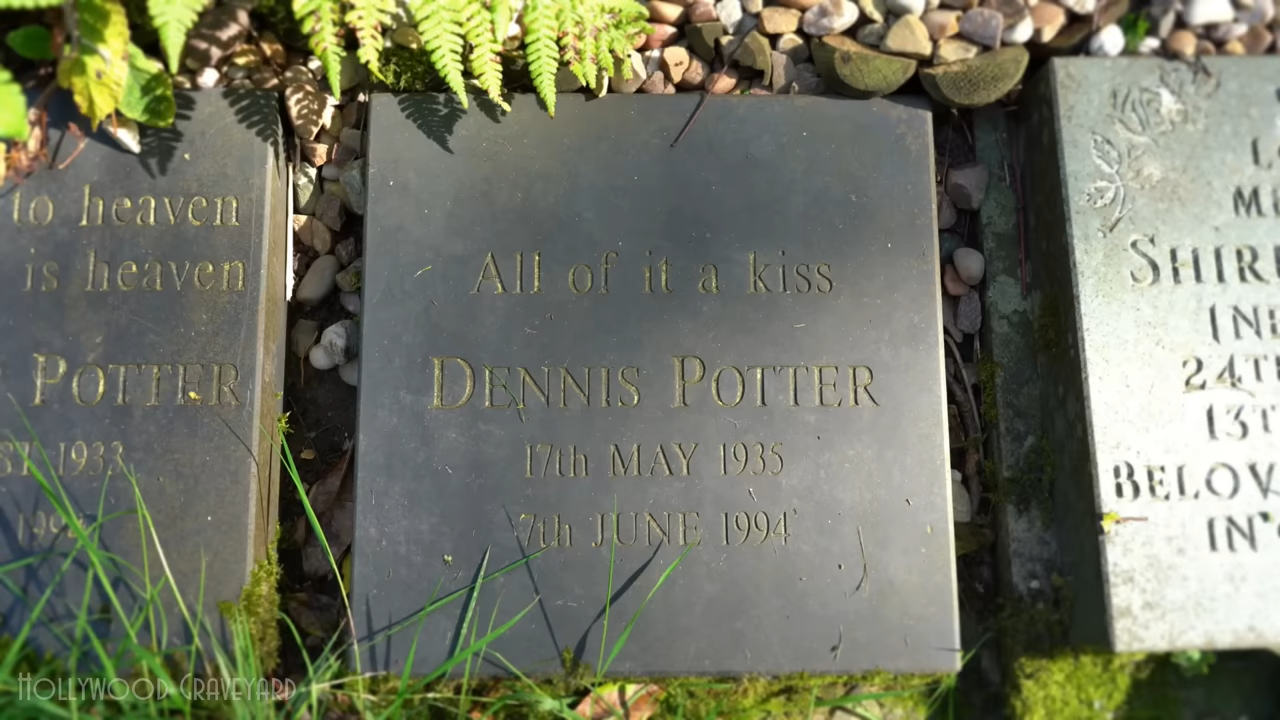 to heaven
is heaven
POTTER
ST 1933
All of it a kiss
DENNIS POTTER
17th MAY 1935
7th JUNE 1994
SHIR
24T
13T
BELOV
IN
HOLLYWOOD GRAVEYARD